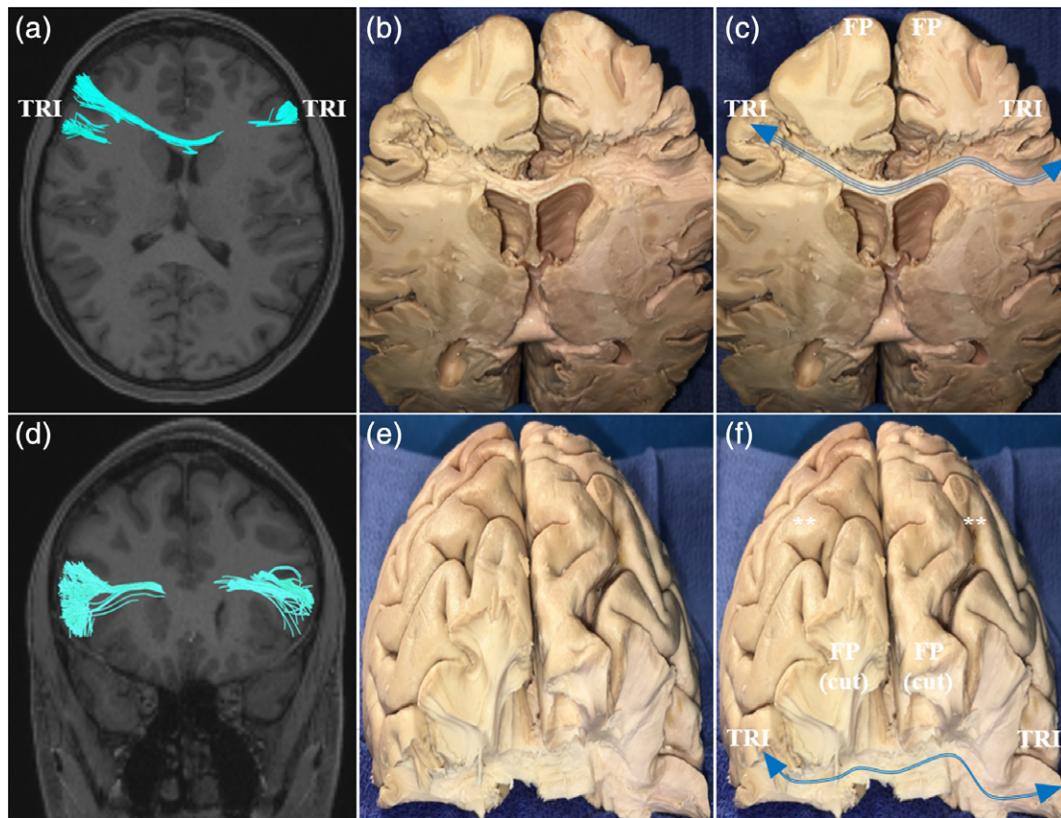 (a)
TRI TRI
(b)
(c)
FP FP
TRI TRI
(d)
(e)
(f)
** **
FP FP
(cut) (cut)
TRI TRI